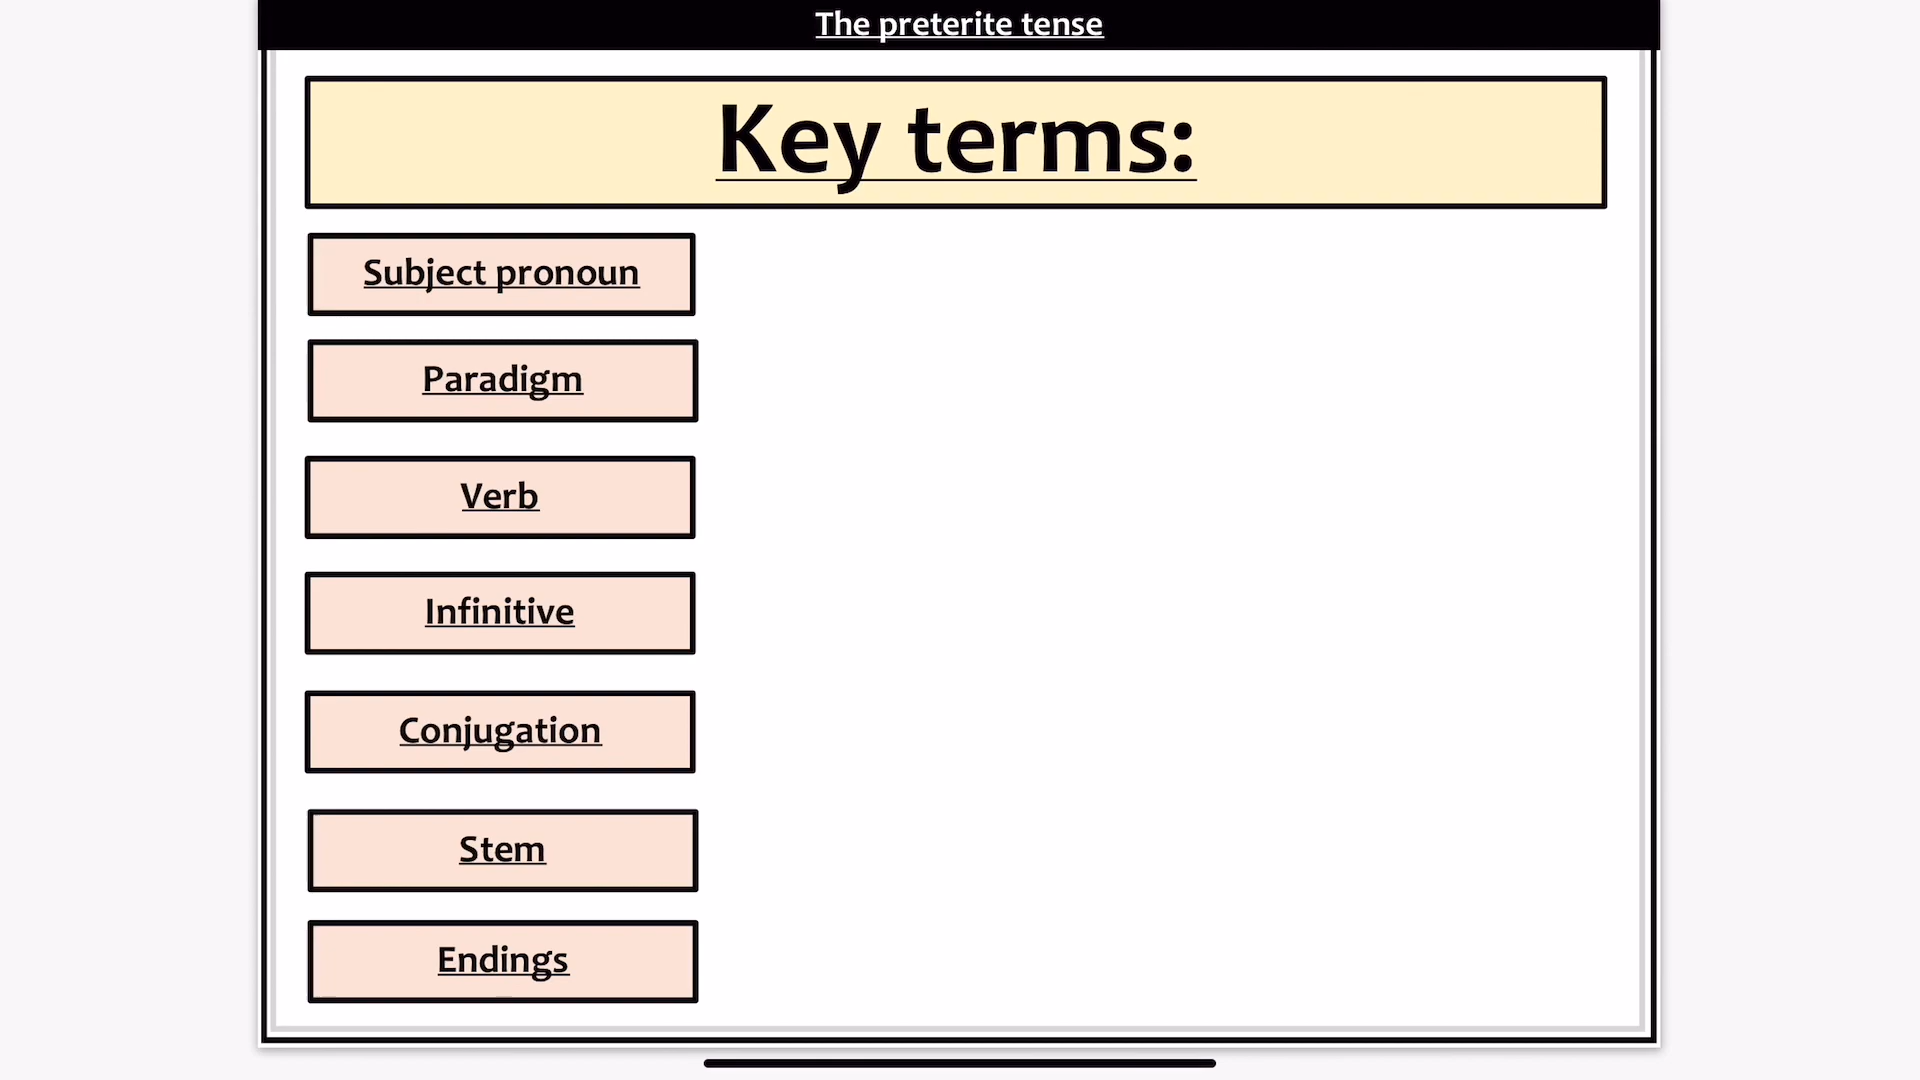 The preterite tense
Key terms:
Subject pronoun
Paradigm
Verb
Infinitive
Conjugation
Stem
Endings